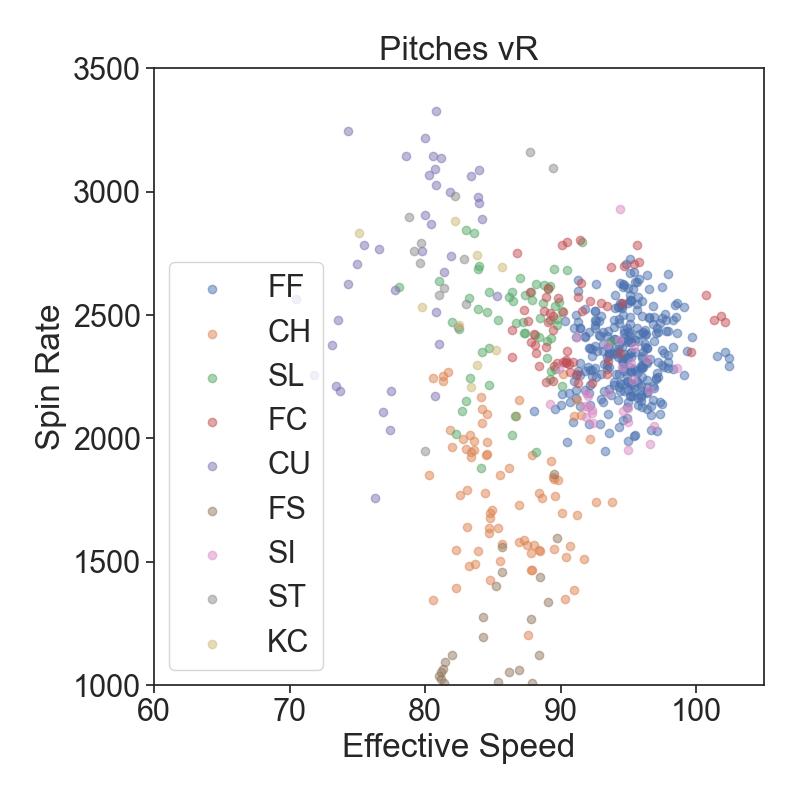 Pitches vR
3500
3000
2500
2000
1500
1000
Spin Rate
FF
CH
SL
FC
CU
FS
SI
ST
KC
60 70 80 90 100
Effective Speed